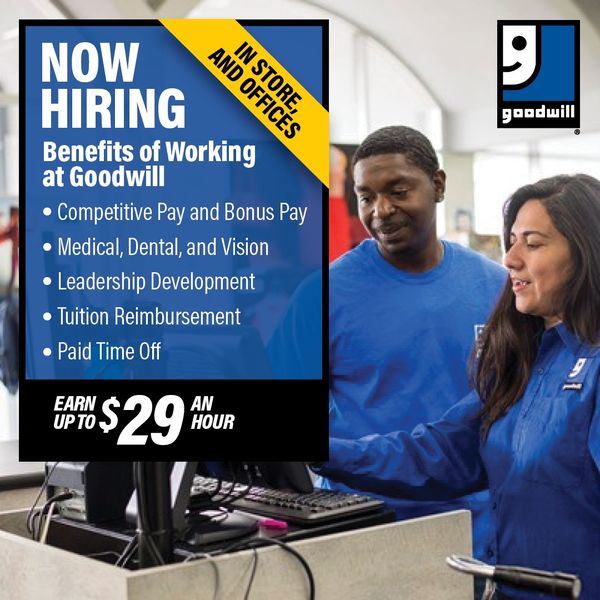 NOW
HIRING
IN STORE,
AND OFFICES
Benefits of Working
at Goodwill
• Competitive Pay and Bonus Pay
• Medical, Dental, and Vision
• Leadership Development
• Tuition Reimbursement
• Paid Time Off
EARN
UP TO $29 AN
HOUR
goodwill®